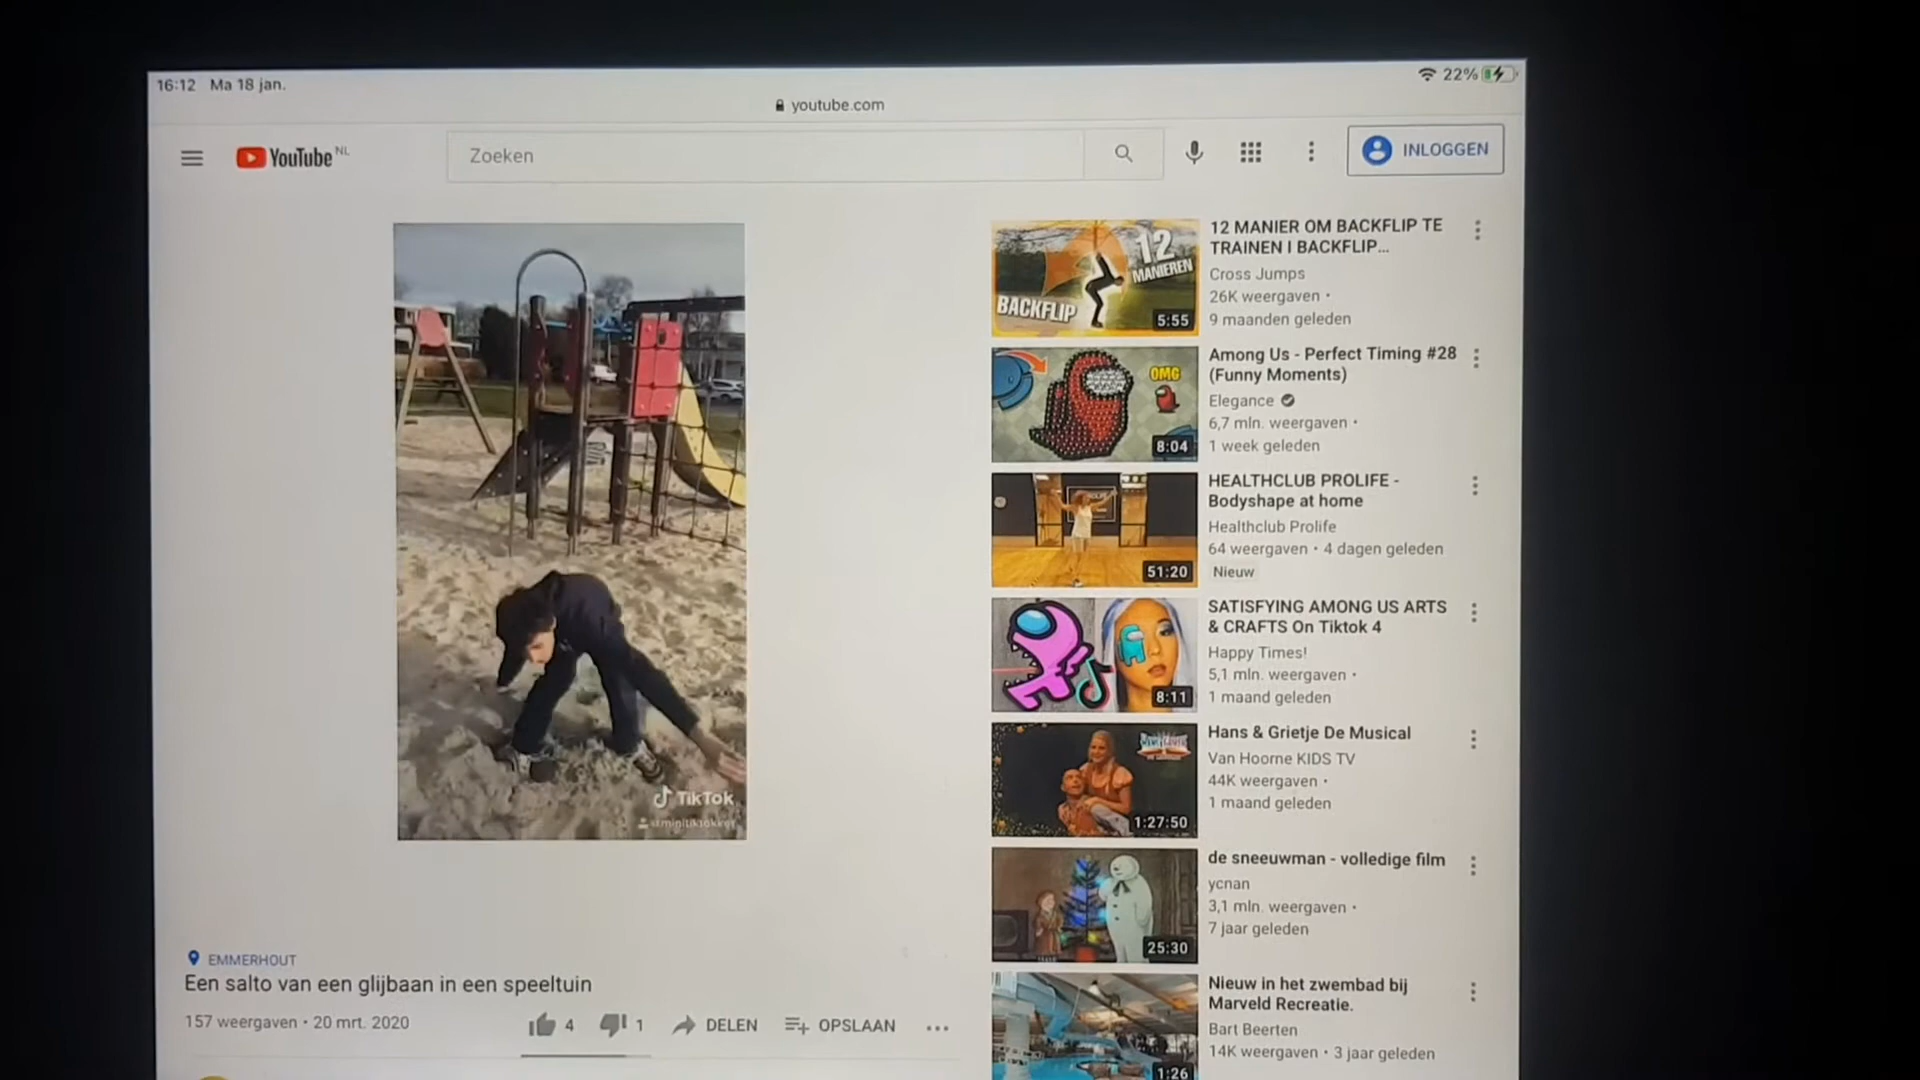 16:12 Ma 18 jan.
22%
youtube.com
YouTube NL
Zoeken
INLOGGEN
TikTok
EMMERHOUT
Een salto van een glijbaan in een speeltuin
157 weergaven • 20 mrt. 2020
4
1
DELEN
OPSLAAN
12
MANIEREN
BACKFLIP
5:55
12 MANIER OM BACKFLIP TE
TRAINEN I BACKFLIP...
Cross Jumps
26K weergaven •
9 maanden geleden
OMG
8:04
Among Us - Perfect Timing #28
(Funny Moments)
Elegance
6,7 mln. weergaven •
1 week geleden
51:20
HEALTHCLUB PROLIFE -
Bodyshape at home
Healthclub Prolife
64 weergaven • 4 dagen geleden
Nieuw
8:11
SATISFYING AMONG US ARTS
& CRAFTS On Tiktok 4
Happy Times!
5,1 mln. weergaven •
1 maand geleden
1:27:50
Hans & Grietje De Musical
Van Hoorne KIDS TV
44K weergaven •
1 maand geleden
25:30
de sneeuwman - volledige film
ycnan
3,1 mln. weergaven •
7 jaar geleden
1:26
Nieuw in het zwembad bij
Marveld Recreatie.
Bart Beerten
14K weergaven • 3 jaar geleden